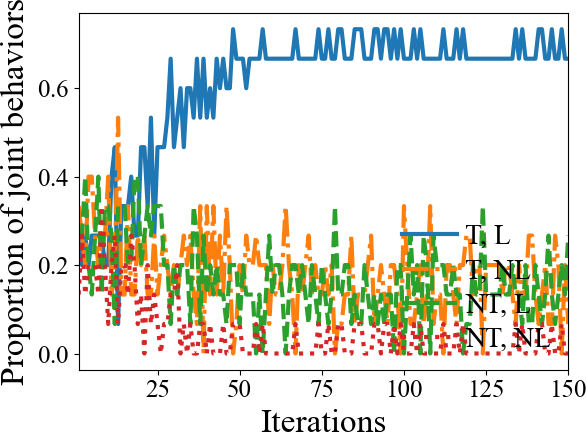 Proportion of joint behaviors
0.6
0.4
0.2
0.0
T, L
T, NL
NT, L
NT, NL
25 50 75 100 125 150
Iterations